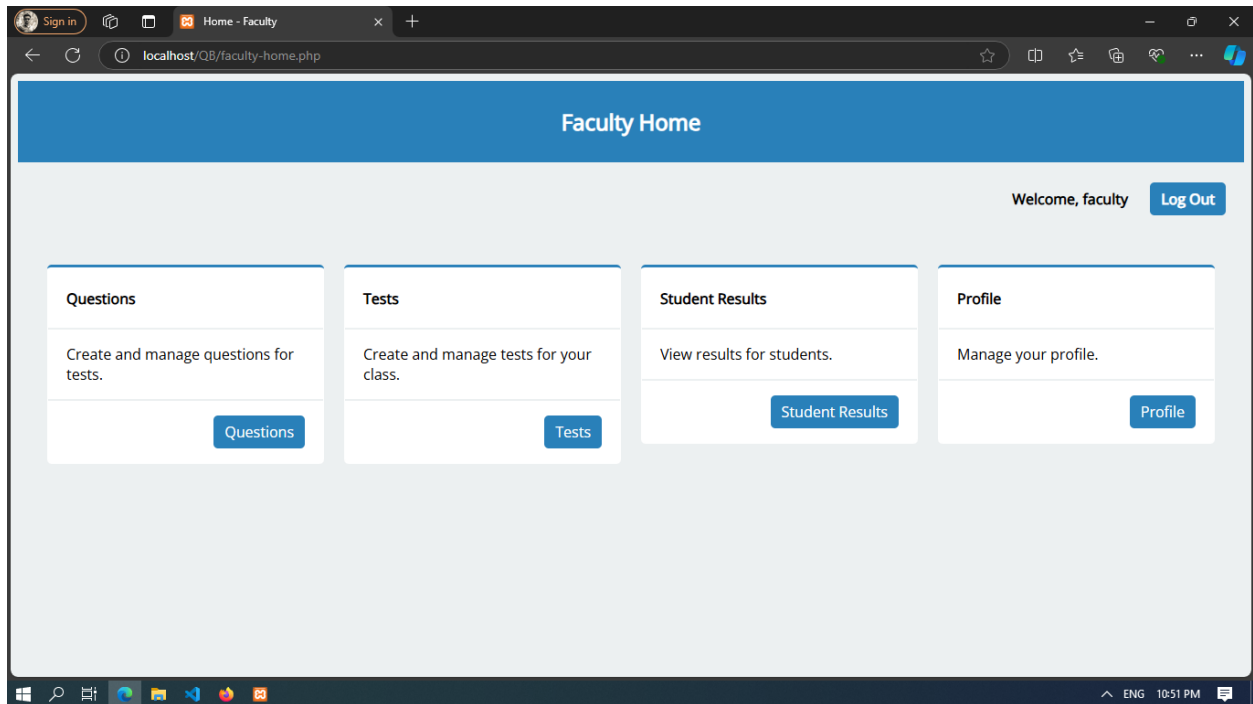 Sign in
Home - Faculty
localhost/QB/faculty-home.php
Faculty Home
Welcome, faculty
Log Out
Questions
Create and manage questions for
tests.
Questions
Tests
Create and manage tests for your
class.
Tests
Student Results
View results for students.
Student Results
Profile
Manage your profile.
Profile
ENG
10:51 PM